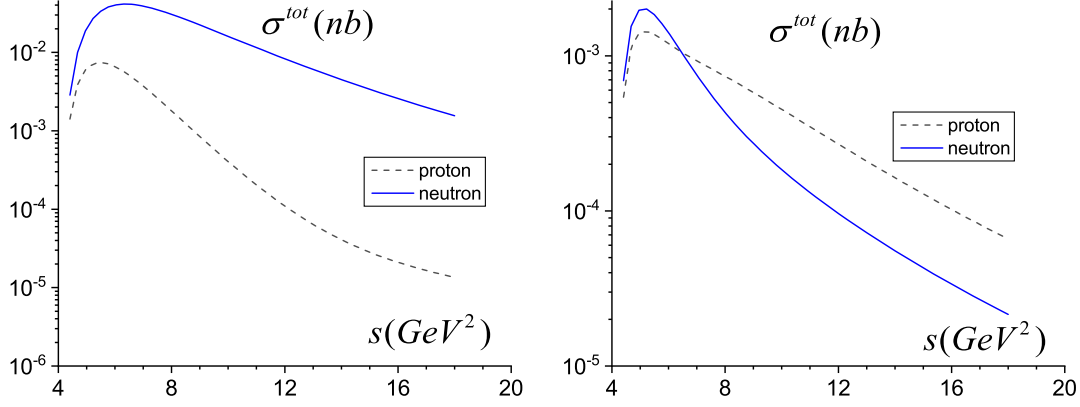 σ^tot (nb)
10^-2
10^-3
10^-4
10^-5
10^-6
proton
neutron
s(GeV^2)
4 8 12 16 20
σ^tot (nb)
10^-3
10^-4
10^-5
proton
neutron
s(GeV^2)
4 8 12 16 20